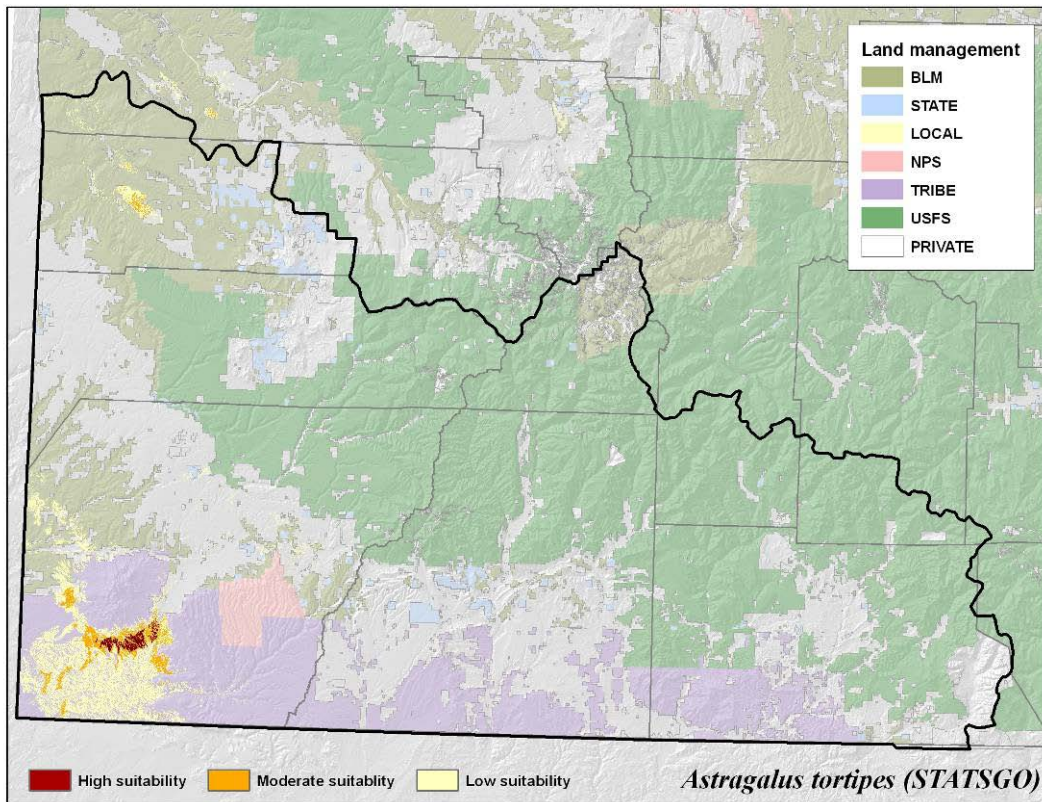 Land management
BLM
STATE
LOCAL
NPS
TRIBE
USFS
PRIVATE
High suitability
Moderate suitablity
Low suitability
Astragalus tortipes (STATSGO)